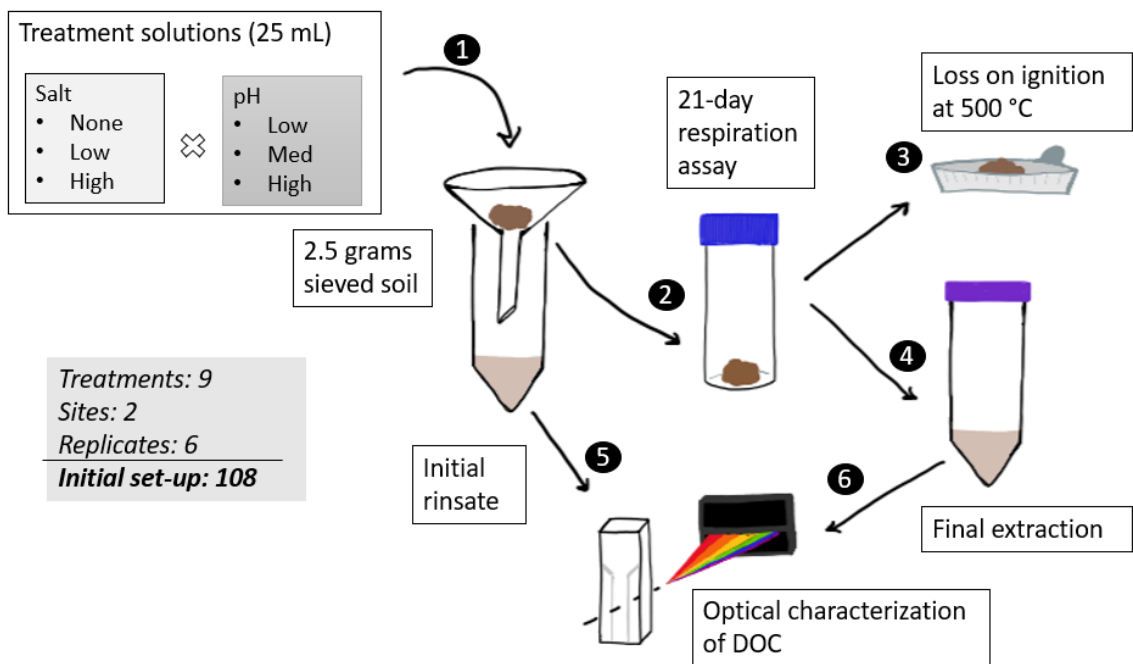 Treatment solutions (25 mL)
Salt
• None
• Low
• High
pH
• Low
• Med
• High
1
2.5 grams
sieved soil
2
21-day
respiration
assay
3
Loss on ignition
at 500 °C
4
Treatments: 9
Sites: 2
Replicates: 6
Initial set-up: 108
Initial
rinsate
5
6
Final extraction
Optical characterization
of DOC